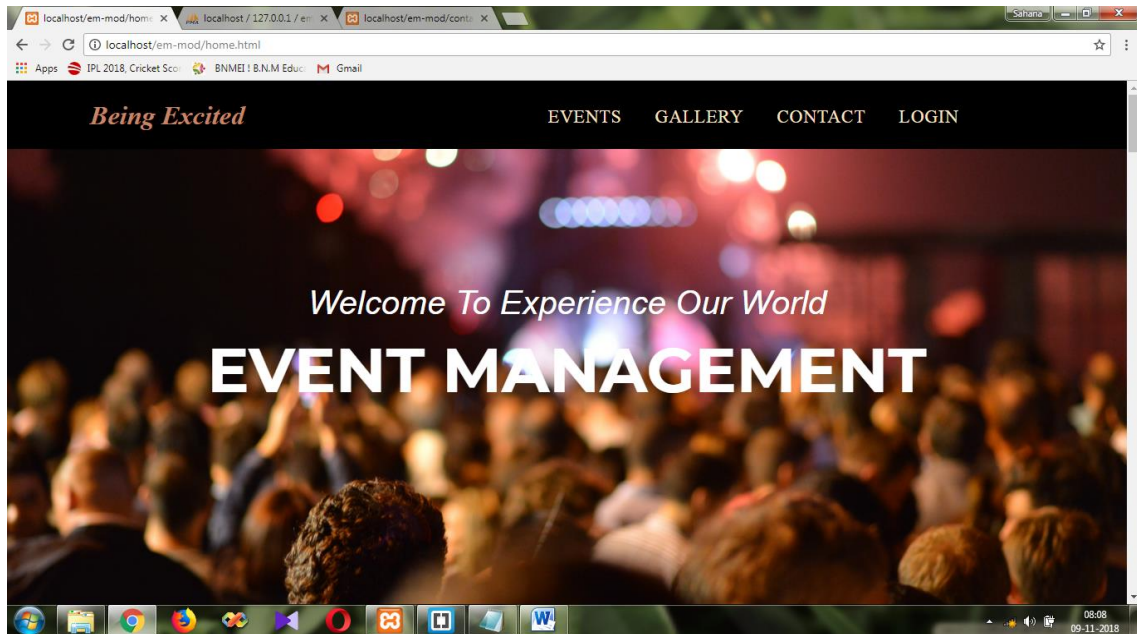 localhost/em-mod/home
localhost / 127.0.0.1 / em
localhost/em-mod/conta
Sahana
localhost/em-mod/home.html
Apps
IPL 2018, Cricket Sco
BNMEI ! B.N.M Educ
Gmail
Being Excited
EVENTS GALLERY CONTACT LOGIN
Welcome To Experience Our World
EVENT MANAGEMENT
08:08
09-11-2018